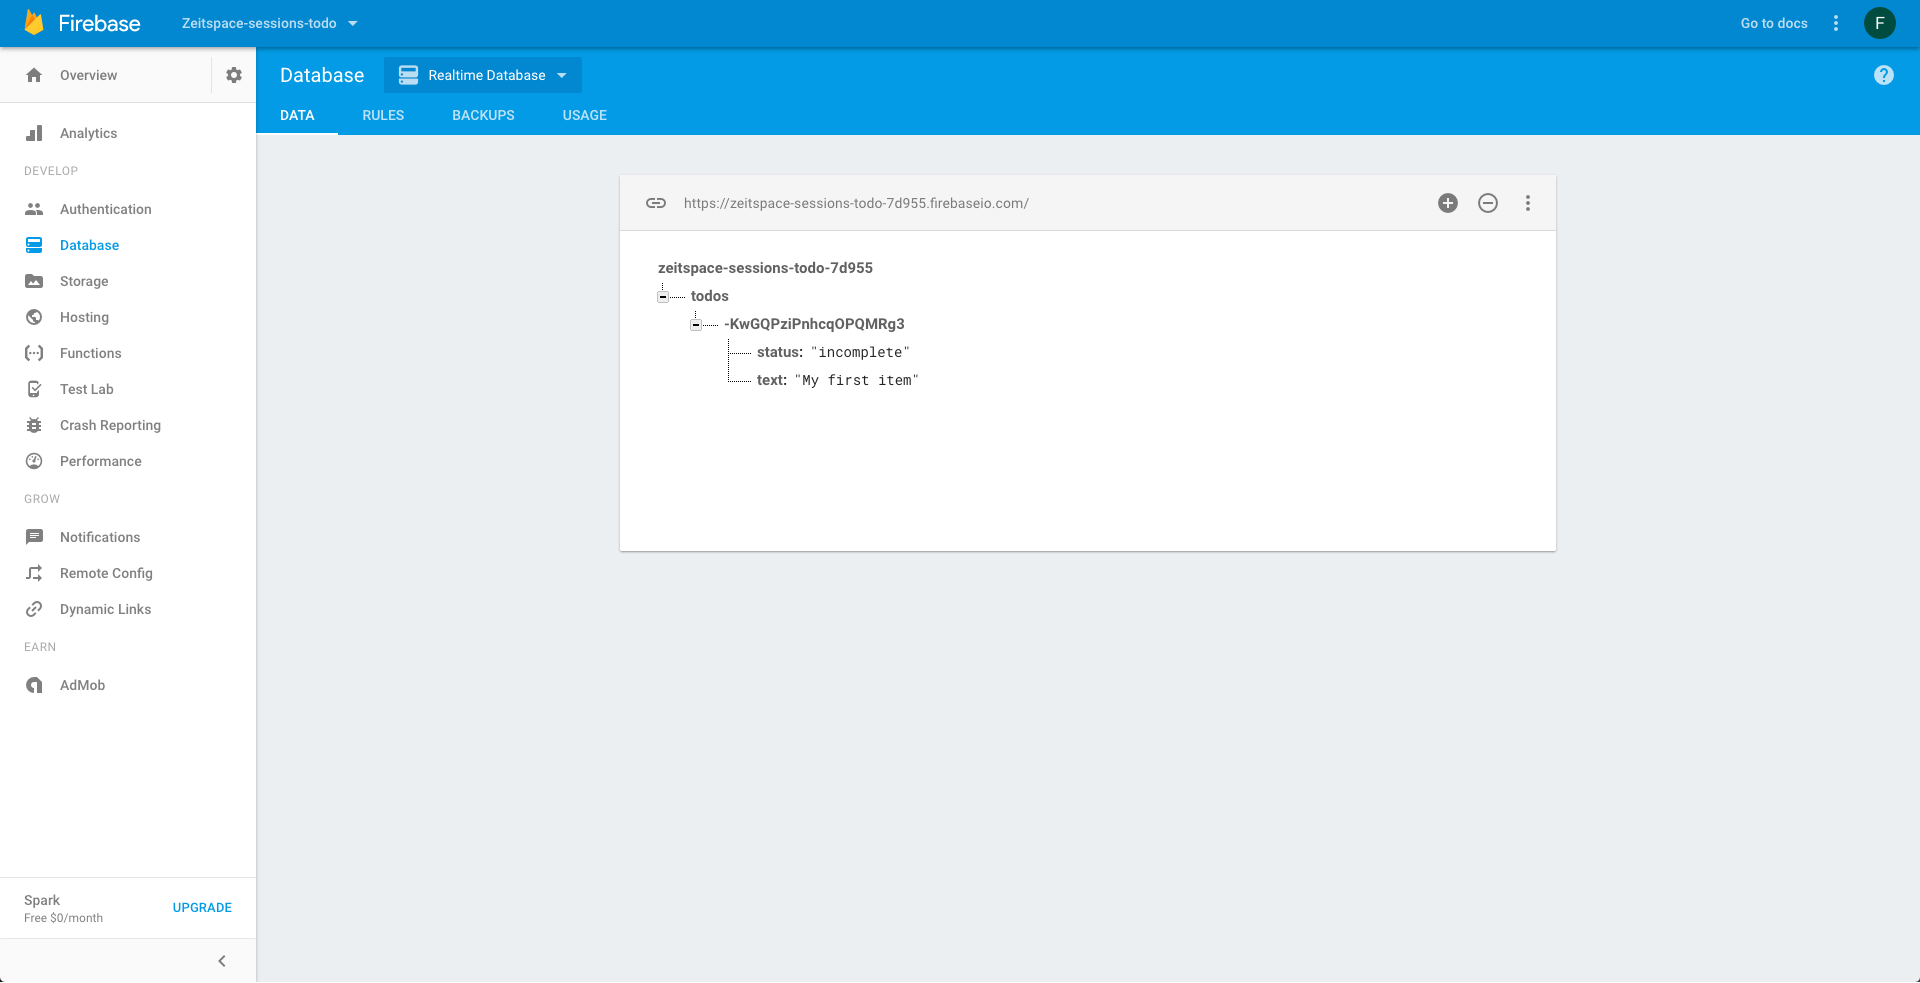 Firebase
Zeitspace-sessions-todo
Go to docs
F
Overview
Database
Realtime Database
DATA
RULES
BACKUPS
USAGE
Analytics
DEVELOP
Authentication
Database
Storage
Hosting
Functions
Test Lab
Crash Reporting
Performance
GROW
Notifications
Remote Config
Dynamic Links
EARN
AdMob
Spark
Free $0/month
UPGRADE
https://zeitspace-sessions-todo-7d955.firebaseio.com/
zeitspace-sessions-todo-7d955
todos
-KwGQPziPnhcqOPQMRg3
status: "incomplete"
text: "My first item"